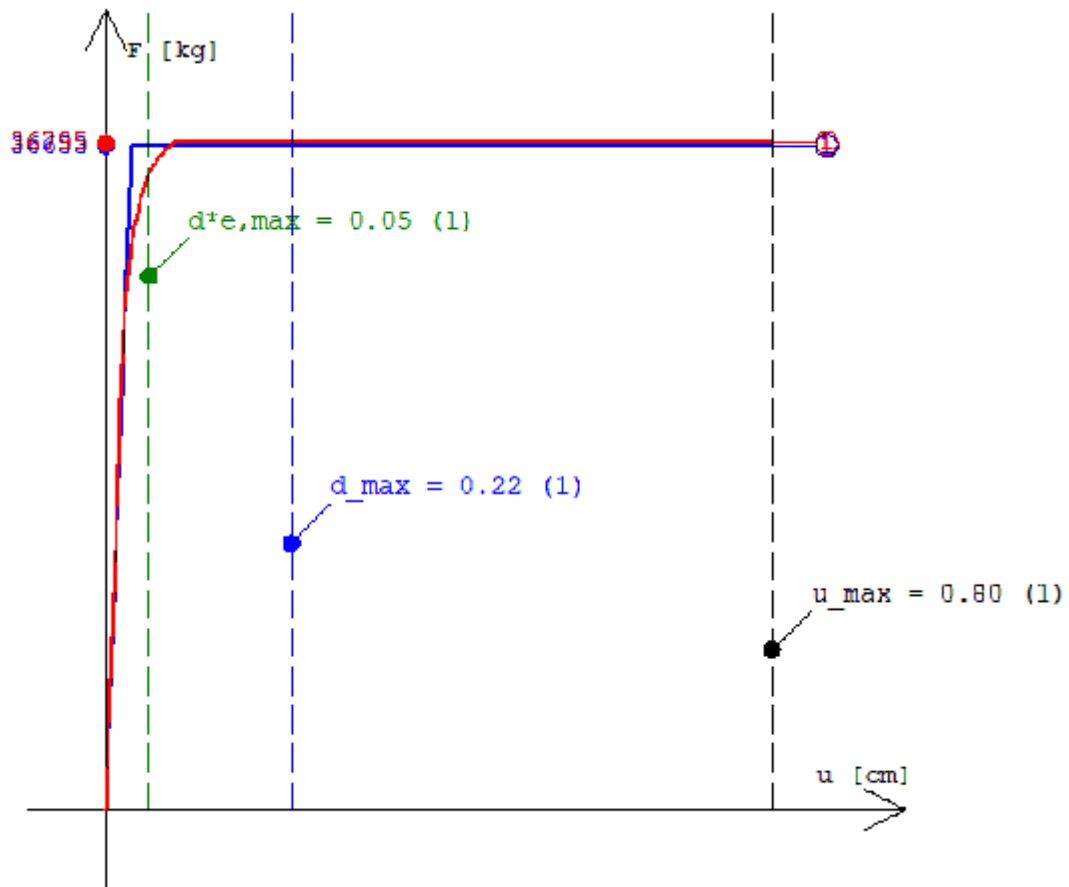 F [kg]
d*e,max = 0.05 (1)
d_max = 0.22 (1)
u_max = 0.80 (1)
u [cm]